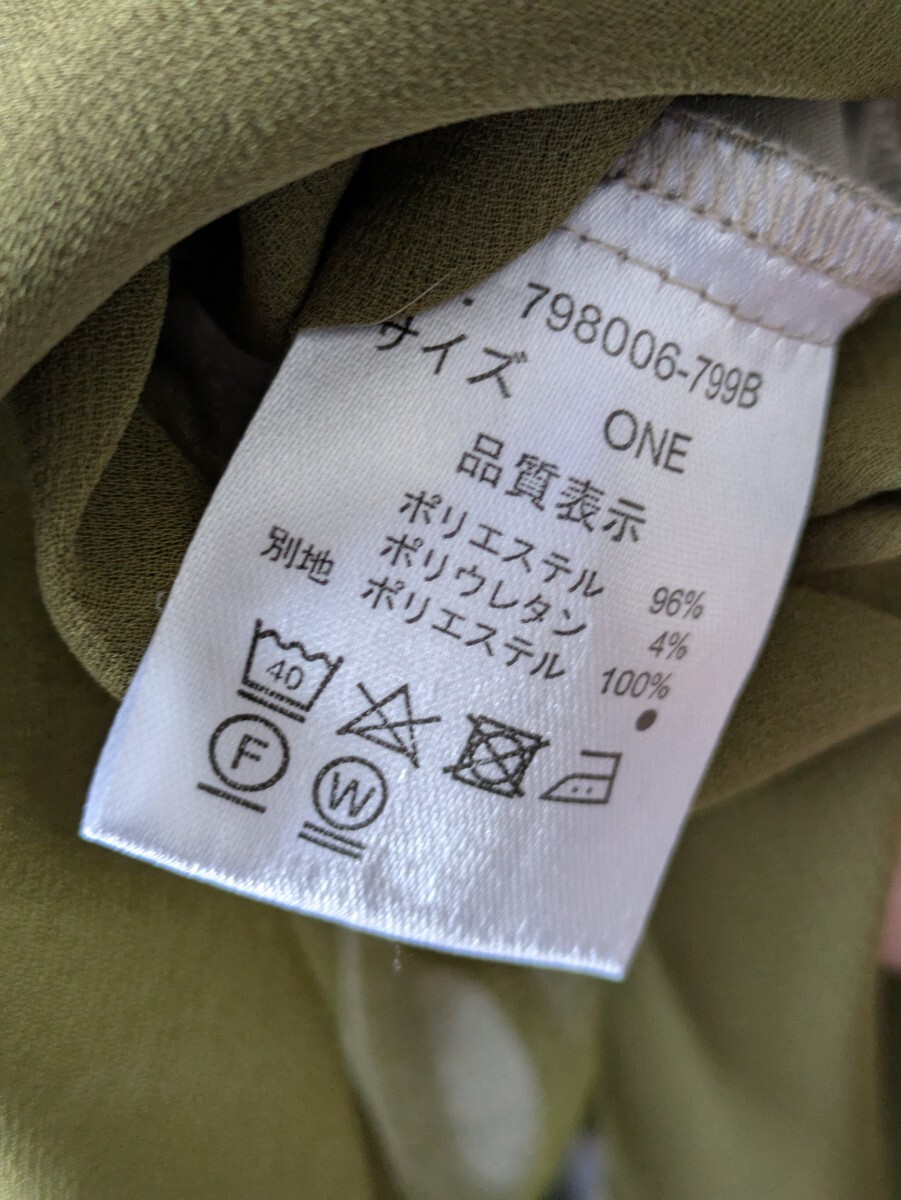 : 798006-799B
サイズ ONE
品質表示
ポリエステル 96%
ポリウレタン 4%
別地 ポリエステル 100%
40
F W